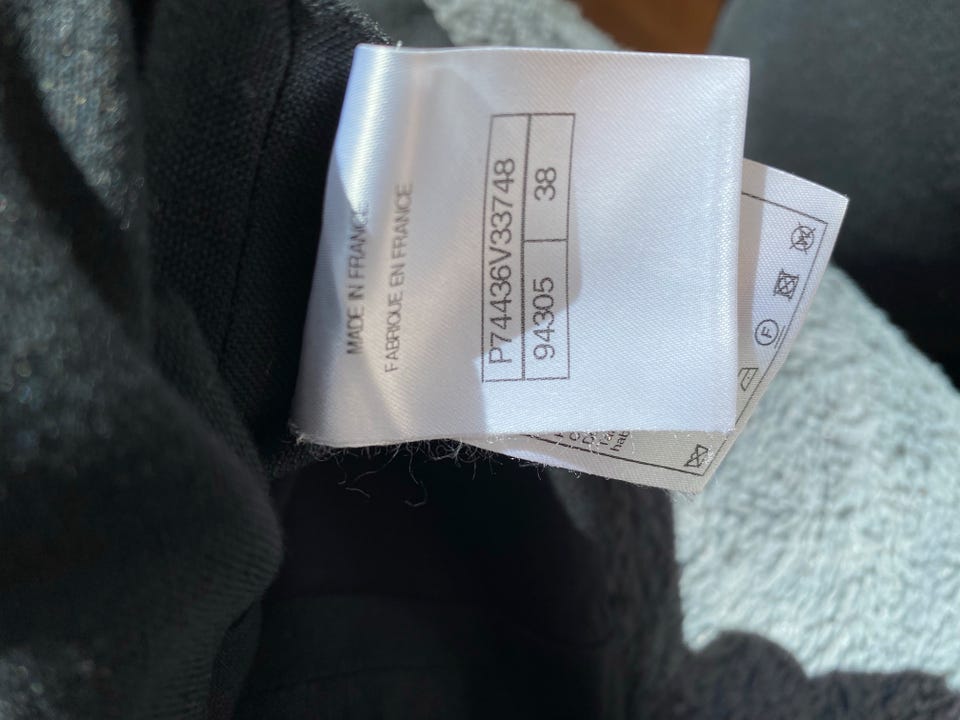 MADE IN FRANCE
FABRIQUE EN FRANCE
P74436V33748
94305 38
F